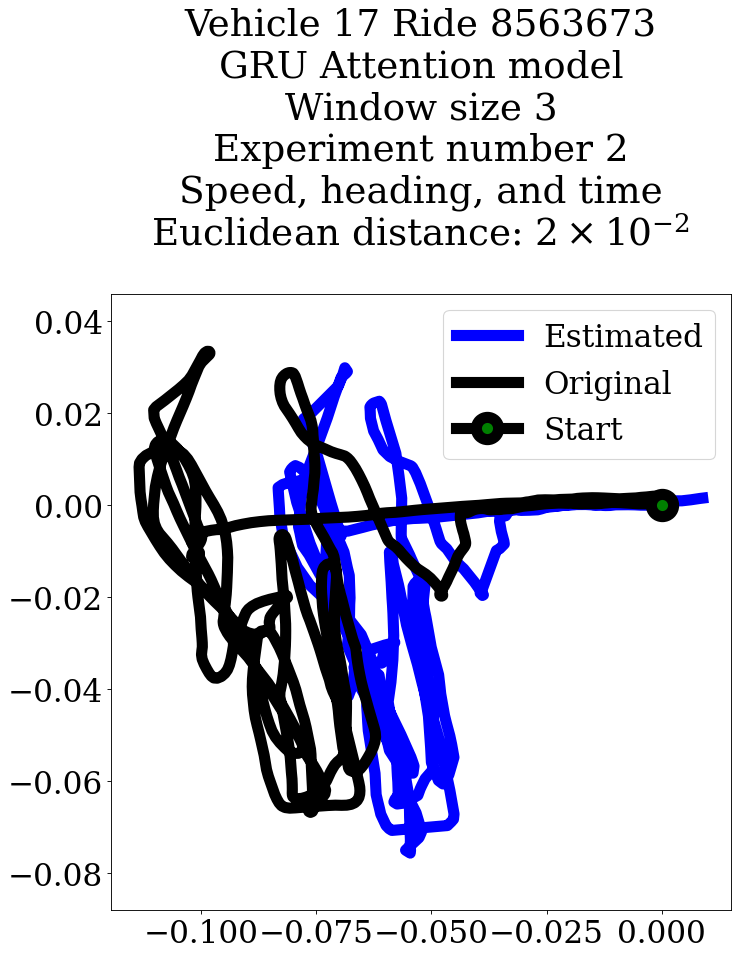 Vehicle 17 Ride 8563673
GRU Attention model
Window size 3
Experiment number 2
Speed, heading, and time
Euclidean distance: 2 × 10⁻²
Estimated
Original
Start
0.04
0.02
0.00
−0.02
−0.04
−0.06
−0.08
−0.100 −0.075 −0.050 −0.025 0.000